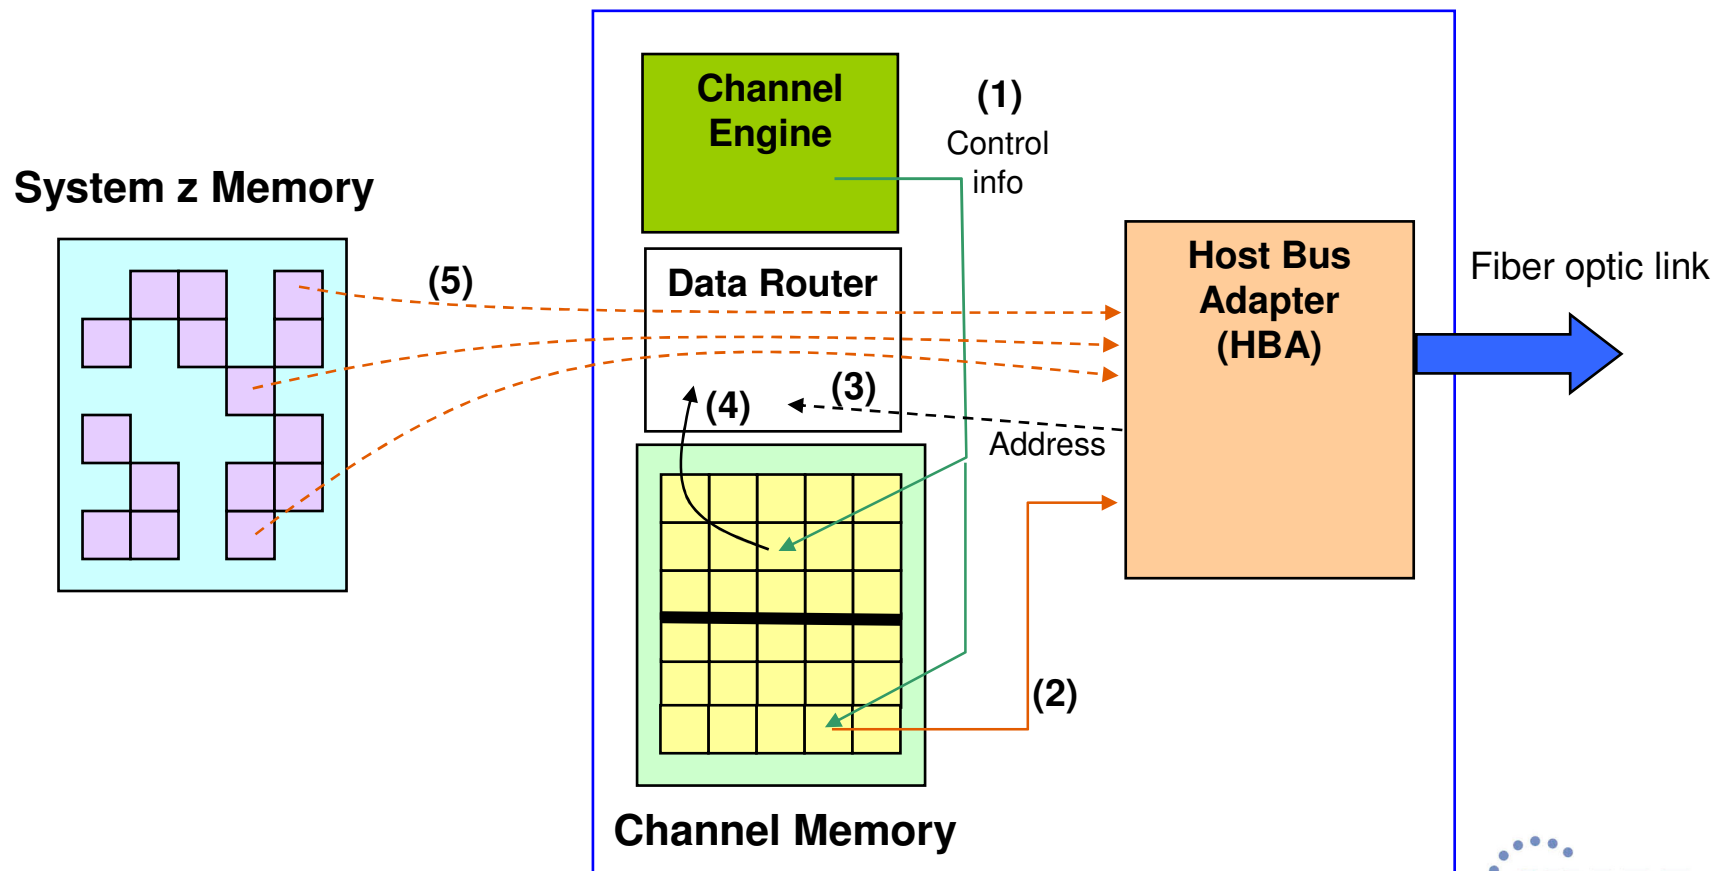 Channel
Engine
(1)
Control
info
System z Memory
(5)
Data Router
Host Bus
Adapter
(HBA)
Fiber optic link
(3)
(4)
Address
(2)
Channel Memory